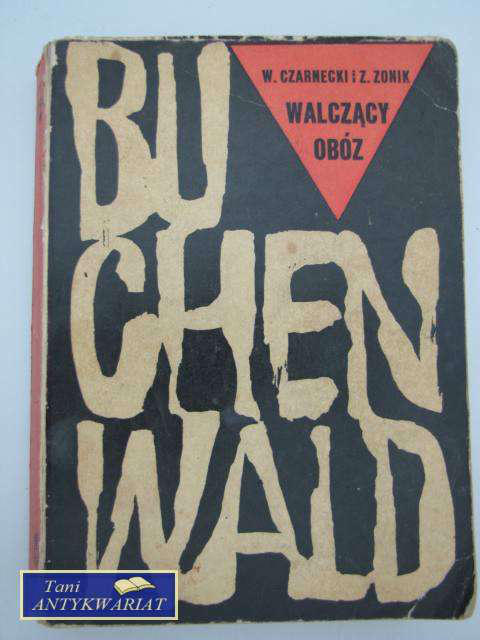 W. CZARNECKI i Z. ZONIK
WALCZĄCY
OBÓZ
BU
CHEN
WALD
Tani
ANTYKWARIAT